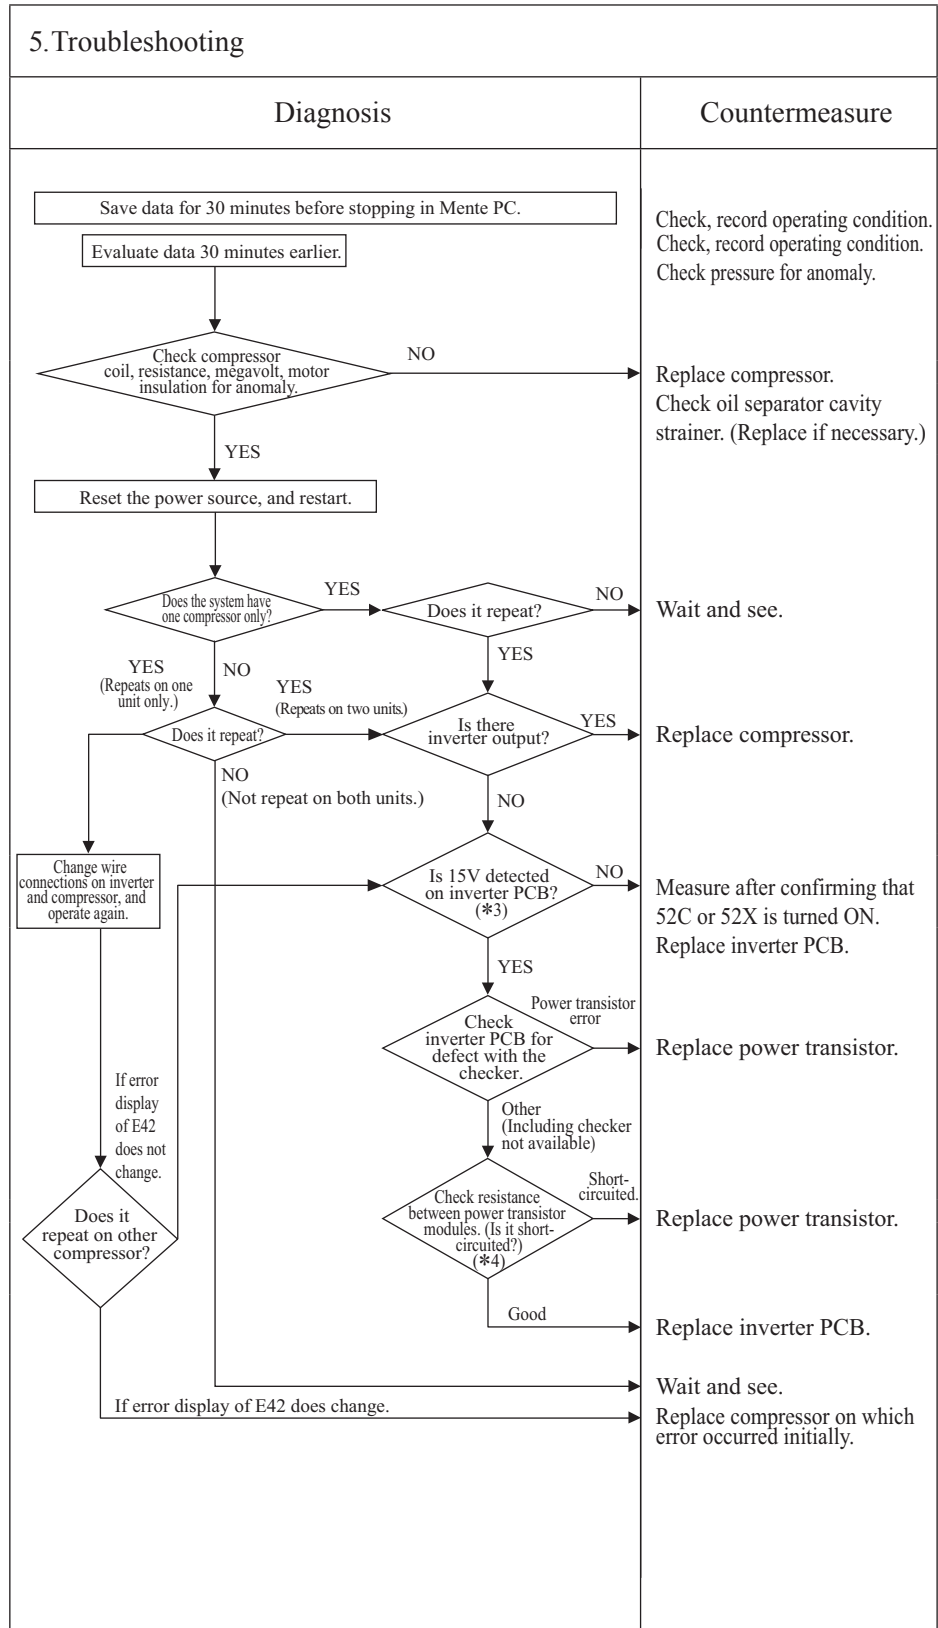 5.Troubleshooting
Diagnosis
Countermeasure
Save data for 30 minutes before stopping in Mente PC.
Check, record operating condition.
Evaluate data 30 minutes earlier.
Check, record operating condition.
Check pressure for anomaly.
Check compressor
coil, resistance, megavolt, motor
insulation for anomaly.
NO
Replace compressor.
Check oil separator cavity
strainer. (Replace if necessary.)
YES
Reset the power source, and restart.
Does the system have
one compressor only?
YES
Does it repeat?
NO
Wait and see.
YES
NO
YES
(Repeats on one
unit only.)
YES
(Repeats on two units.)
Does it repeat?
Is there
inverter output?
YES
Replace compressor.
NO
(Not repeat on both units.)
NO
Change wire
connections on inverter
and compressor, and
operate again.
Is 15V detected
on inverter PCB?
(*3)
NO
Measure after confirming that
52C or 52X is turned ON.
Replace inverter PCB.
YES
Power transistor
error
Check
inverter PCB for
defect with the
checker.
Replace power transistor.
If error
display
of E42
does not
change.
Other
(Including checker
not available)
Short-
circuited.
Check resistance
between power transistor
modules. (Is it short-
circuited?)
(*4)
Replace power transistor.
Does it
repeat on other
compressor?
Good
Replace inverter PCB.
Wait and see.
If error display of E42 does change.
Replace compressor on which
error occurred initially.